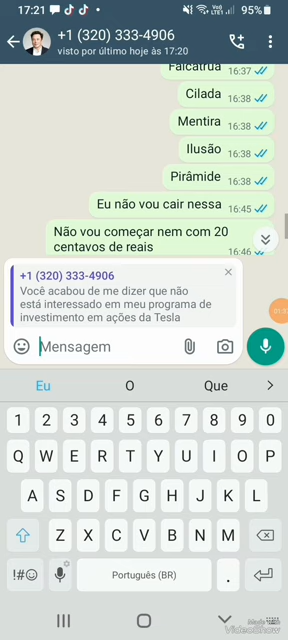 17:21
95%
+1 (320) 333-4906
visto por último hoje às 17:20
Falcatrua
16:37
Cilada
16:38
Mentira
16:38
Ilusão
16:38
Pirâmide
16:38
Eu não vou cair nessa
16:45
Não vou começar nem com 20
centavos de reais
16:46
+1 (320) 333-4906
Você acabou de me dizer que não
está interessado em meu programa de
investimento em ações da Tesla
Mensagem
Eu O Que
1 2 3 4 5 6 7 8 9 0
Q W E R T Y U I O P
A S D F G H J K L
Z X C V B N M
!#☺ Português (BR) .
Made with
VideoShow